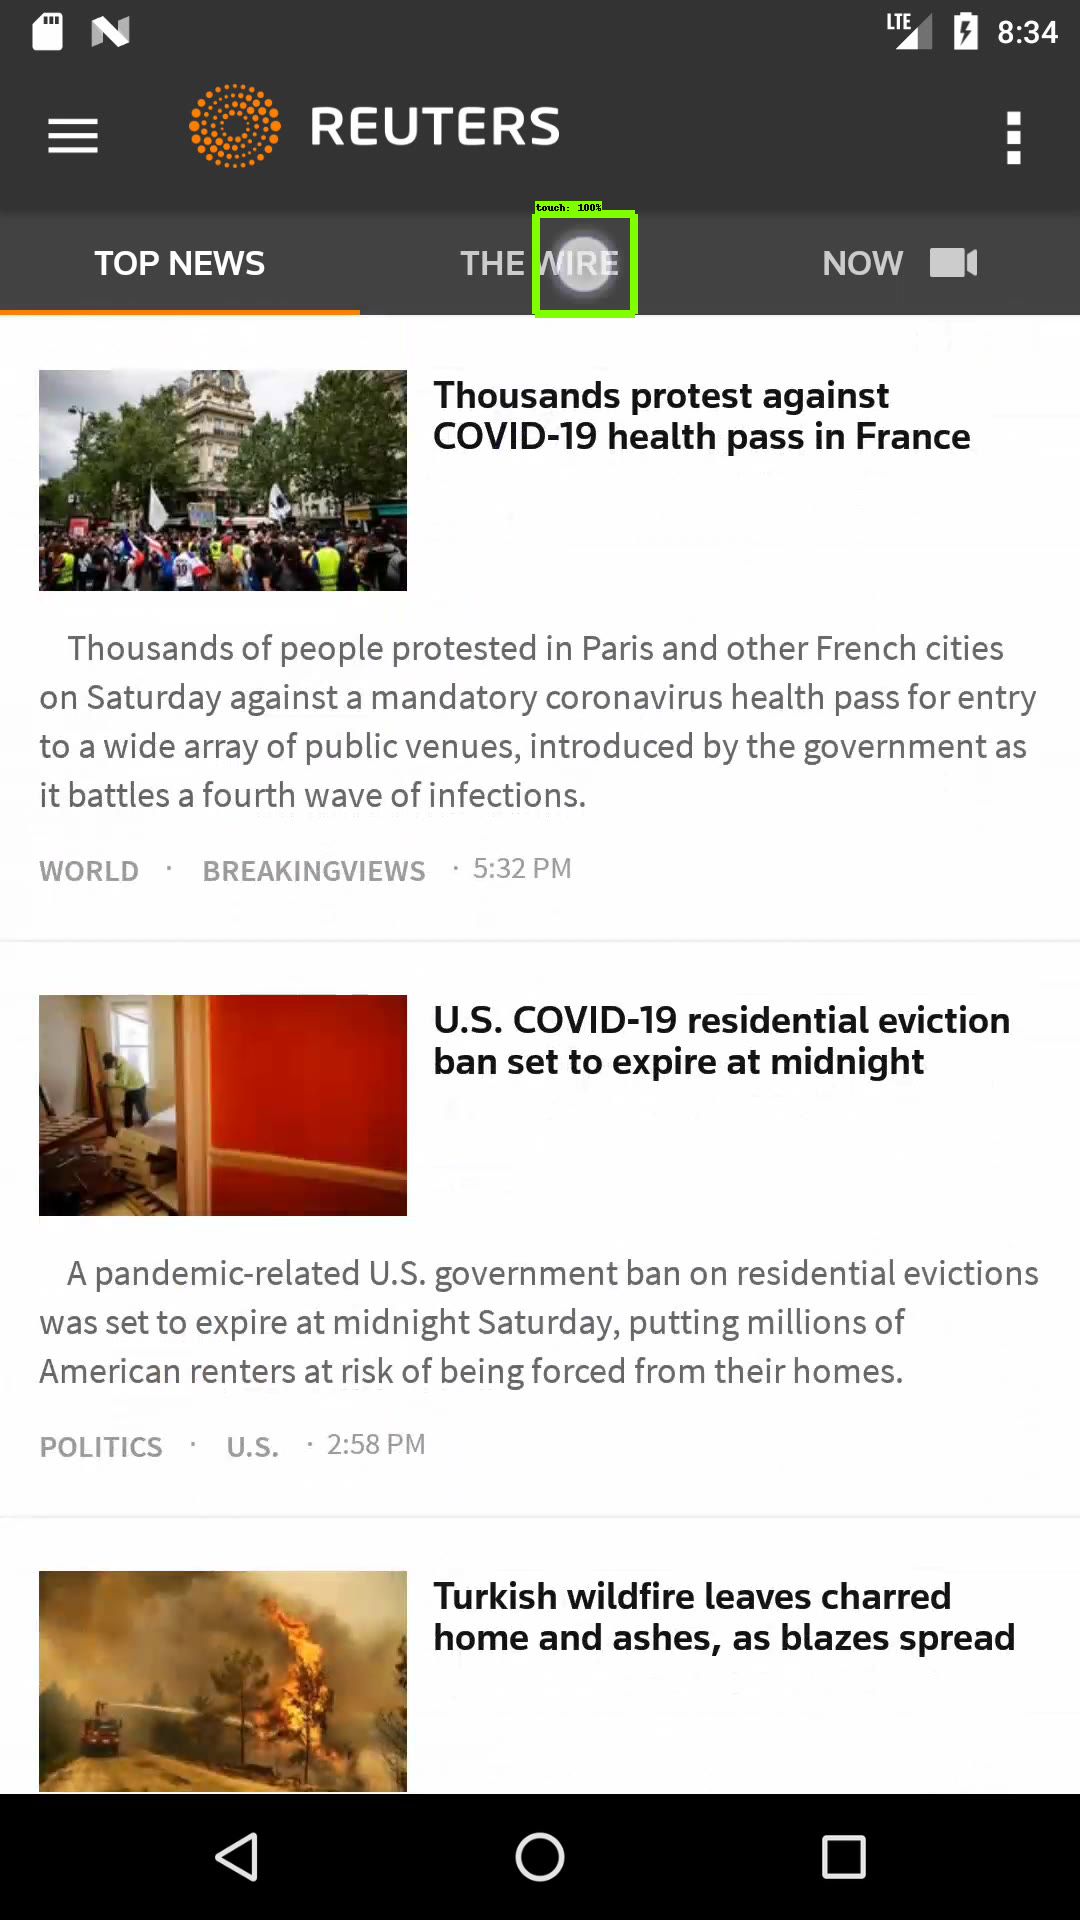 LTE 8:34
REUTERS
touch: 100%
TOP NEWS THE WIRE NOW
Thousands protest against
COVID-19 health pass in France
Thousands of people protested in Paris and other French cities
on Saturday against a mandatory coronavirus health pass for entry
to a wide array of public venues, introduced by the government as
it battles a fourth wave of infections.
WORLD · BREAKINGVIEWS · 5:32 PM
U.S. COVID-19 residential eviction
ban set to expire at midnight
A pandemic-related U.S. government ban on residential evictions
was set to expire at midnight Saturday, putting millions of
American renters at risk of being forced from their homes.
POLITICS · U.S. · 2:58 PM
Turkish wildfire leaves charred
home and ashes, as blazes spread